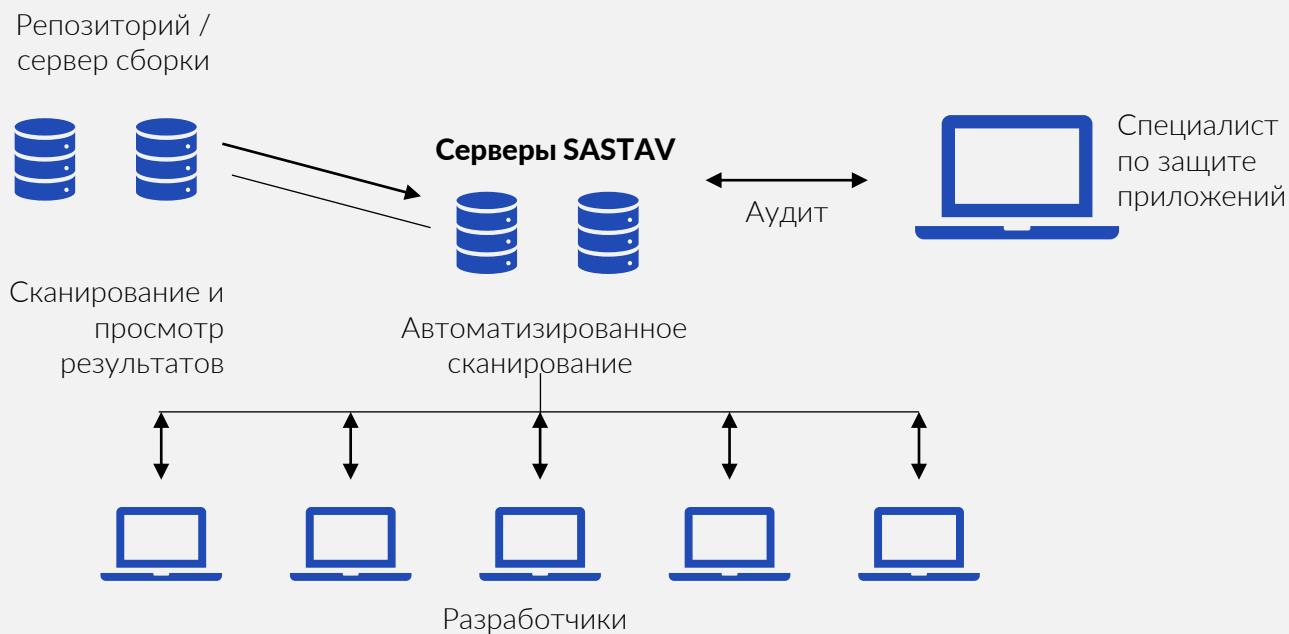 Репозиторий /
сервер сборки
Серверы SASTAV
Аудит
Специалист
по защите
приложений
Сканирование и
просмотр
результатов
Автоматизированное
сканирование
Разработчики